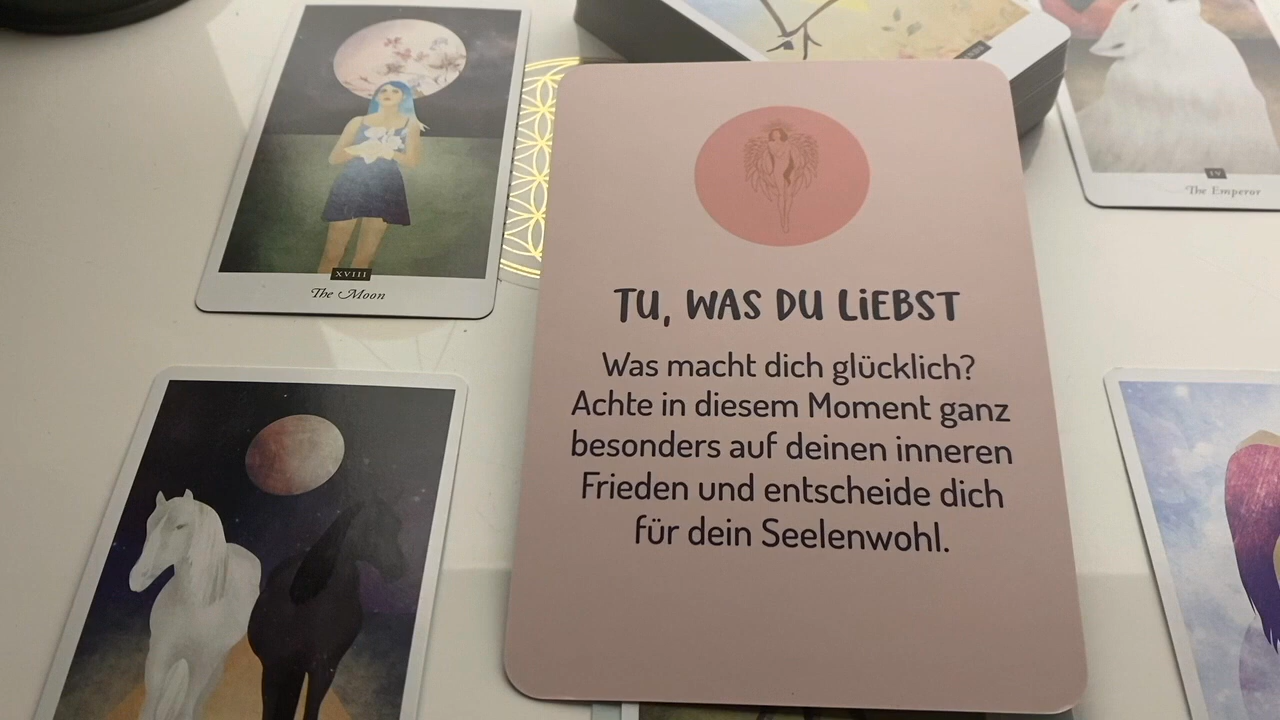 XVIII
The Moon
IV
The Emperor
TU, WAS DU LiEBST
Was macht dich glücklich?
Achte in diesem Moment ganz
besonders auf deinen inneren
Frieden und entscheide dich
für dein Seelenwohl.